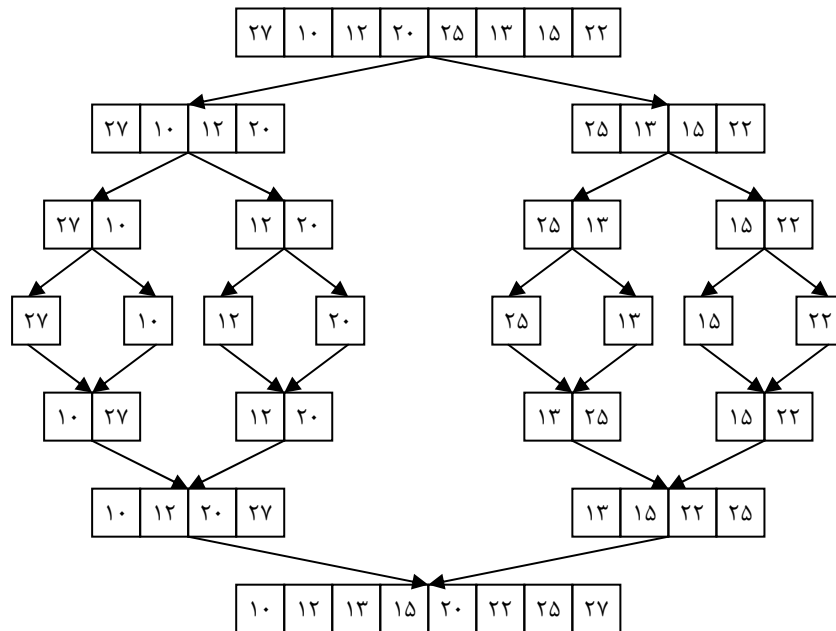 ۲۷ ۱۰ ۱۲ ۲۰ ۲۵ ۱۳ ۱۵ ۲۲
۲۷ ۱۰ ۱۲ ۲۰ ۲۵ ۱۳ ۱۵ ۲۲
۲۷ ۱۰ ۱۲ ۲۰ ۲۵ ۱۳ ۱۵ ۲۲
۲۷ ۱۰ ۱۲ ۲۰ ۲۵ ۱۳ ۱۵ ۲۲
۱۰ ۲۷ ۱۲ ۲۰ ۱۳ ۲۵ ۱۵ ۲۲
۱۰ ۱۲ ۲۰ ۲۷ ۱۳ ۱۵ ۲۲ ۲۵
۱۰ ۱۲ ۱۳ ۱۵ ۲۰ ۲۲ ۲۵ ۲۷